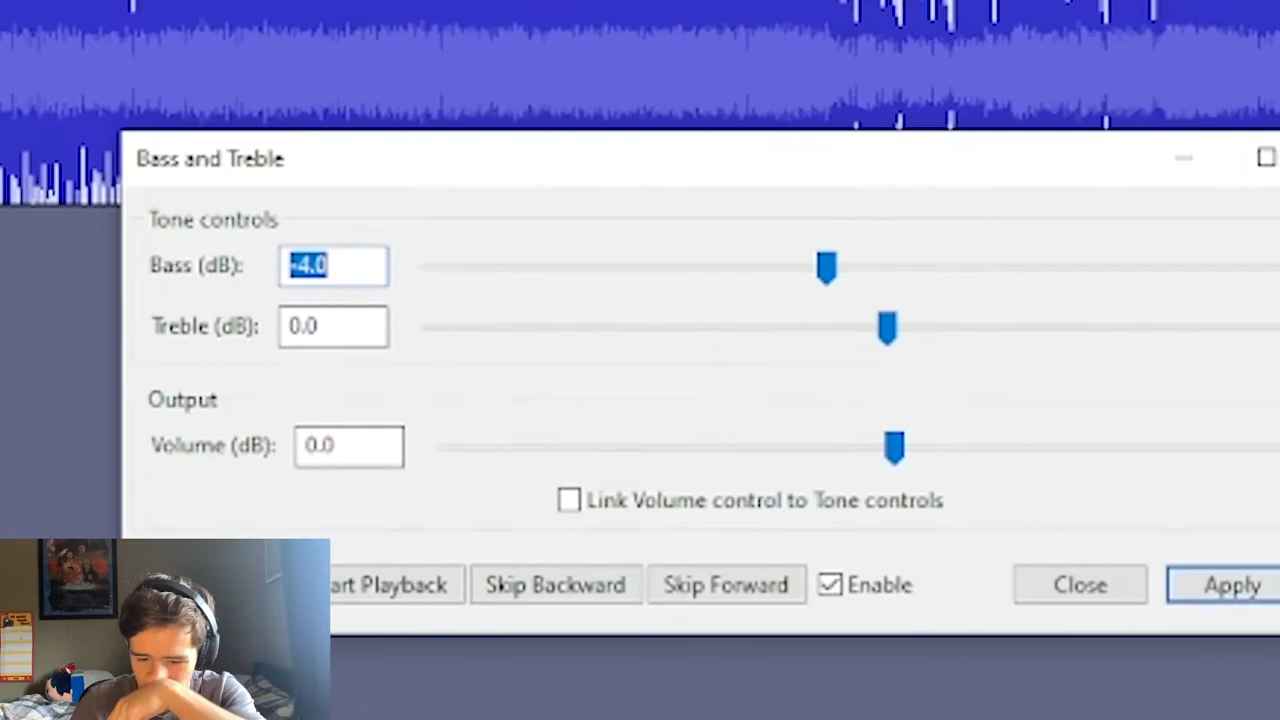 Bass and Treble
Tone controls
Bass (dB): -4.0
Treble (dB): 0.0
Output
Volume (dB): 0.0
Link Volume control to Tone controls
art Playback Skip Backward Skip Forward Enable Close Apply